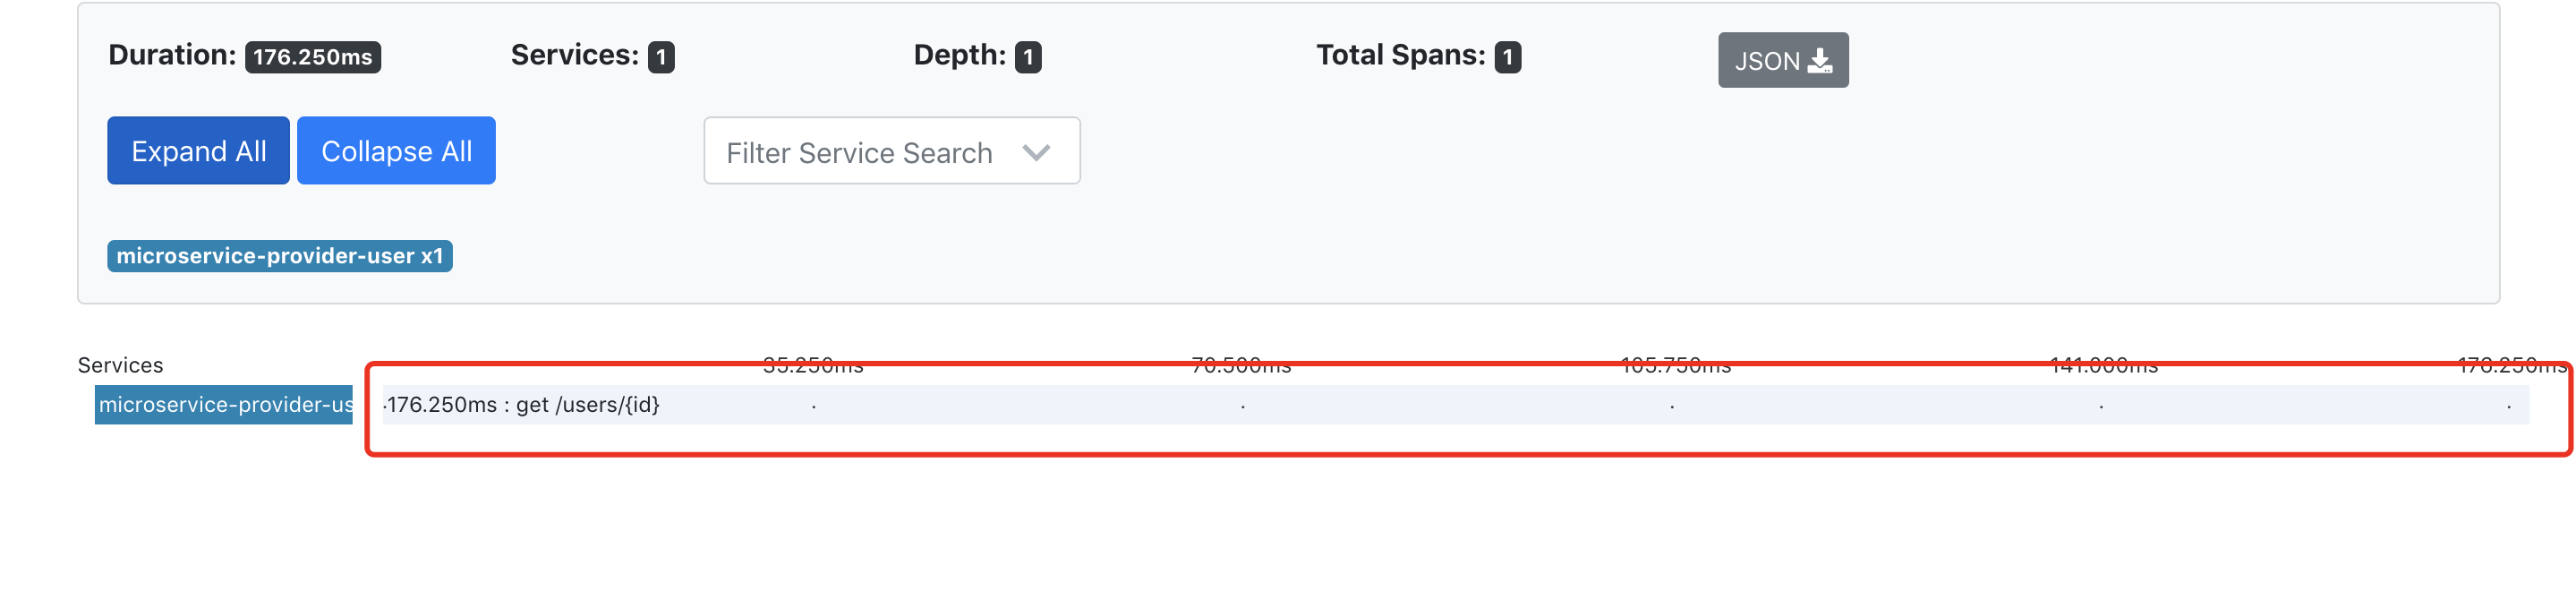 Duration: 176.250ms Services: 1 Depth: 1 Total Spans: 1 JSON
Expand All Collapse All Filter Service Search
microservice-provider-user x1
Services 35.250ms 70.500ms 105.750ms 141.000ms 176.250ms
microservice-provider-us ·176.250ms : get /users/{id} . . . . .